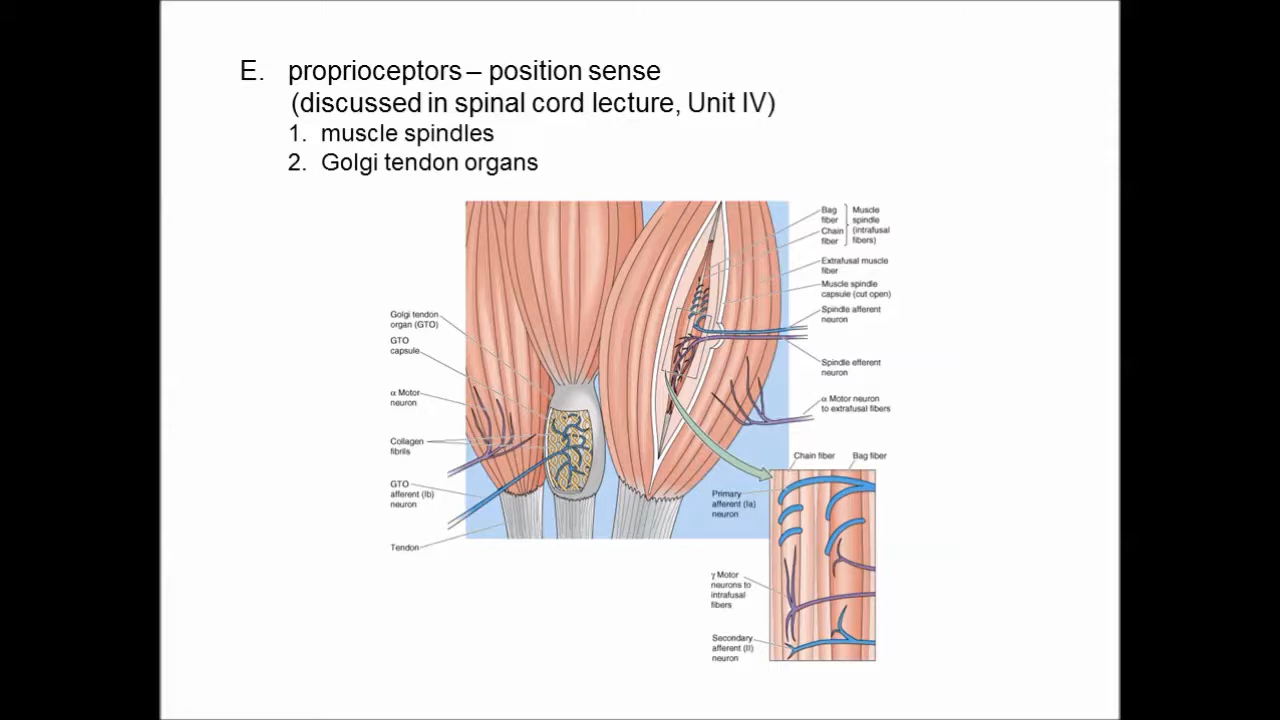 E. proprioceptors – position sense
(discussed in spinal cord lecture, Unit IV)
1. muscle spindles
2. Golgi tendon organs
Bag
fiber
Chain
fiber
Muscle
spindle
(intrafusal
fibers)
Extrafusal muscle
fiber
Muscle spindle
capsule (cut open)
Spindle afferent
neuron
Spindle efferent
neuron
α Motor neuron
to extrafusal fibers
Golgi tendon
organ (GTO)
GTO
capsule
α Motor
neuron
Collagen
fibrils
GTO
afferent (Ib)
neuron
Tendon
Chain fiber
Bag fiber
Primary
afferent (Ia)
neuron
γ Motor
neurons to
intrafusal
fibers
Secondary
afferent (II)
neuron